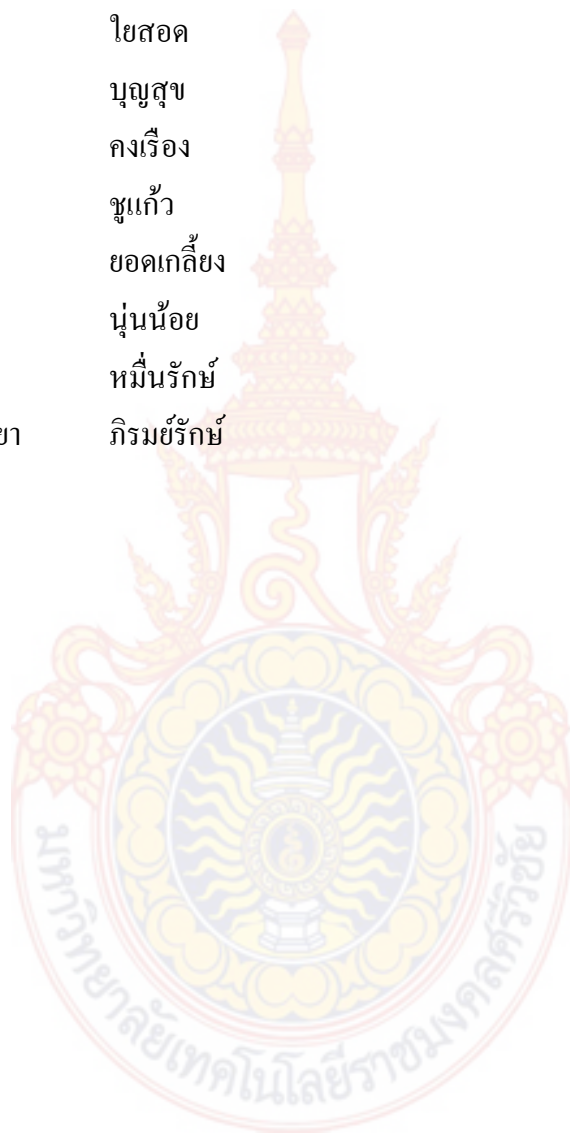 ใยสอด
บุญสุข
คงเรือง
ชูแก้ว
ยอดเกลี้ยง
นุ่นน้อย
หมื่นรักษ์
ยา ภิรมย์รักษ์
มหาวิทยาลัยเทคโนโลยีราชมงคลศรีวิชัย